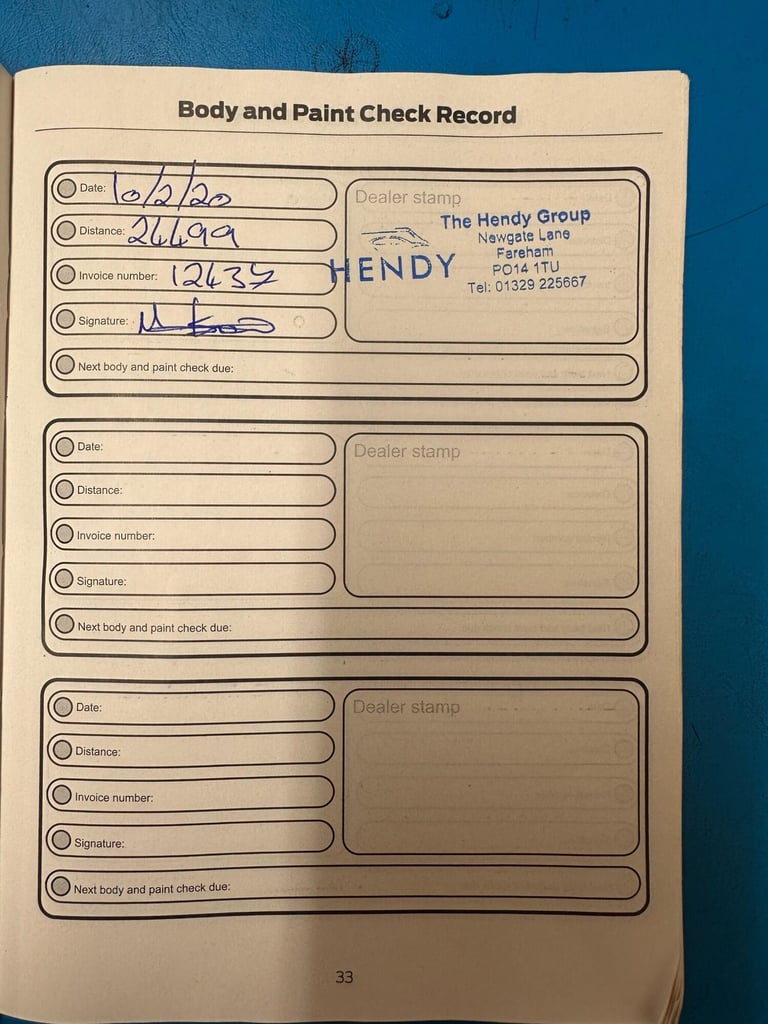 Body and Paint Check Record
Date: 10/2/20
Distance: 24499
Invoice number: 12437
Signature:
Next body and paint check due:
Dealer stamp
HENDY
The Hendy Group
Newgate Lane
Fareham
PO14 1TU
Tel: 01329 225667
Date:
Distance:
Invoice number:
Signature:
Next body and paint check due:
Dealer stamp
Date:
Distance:
Invoice number:
Signature:
Next body and paint check due:
Dealer stamp
33